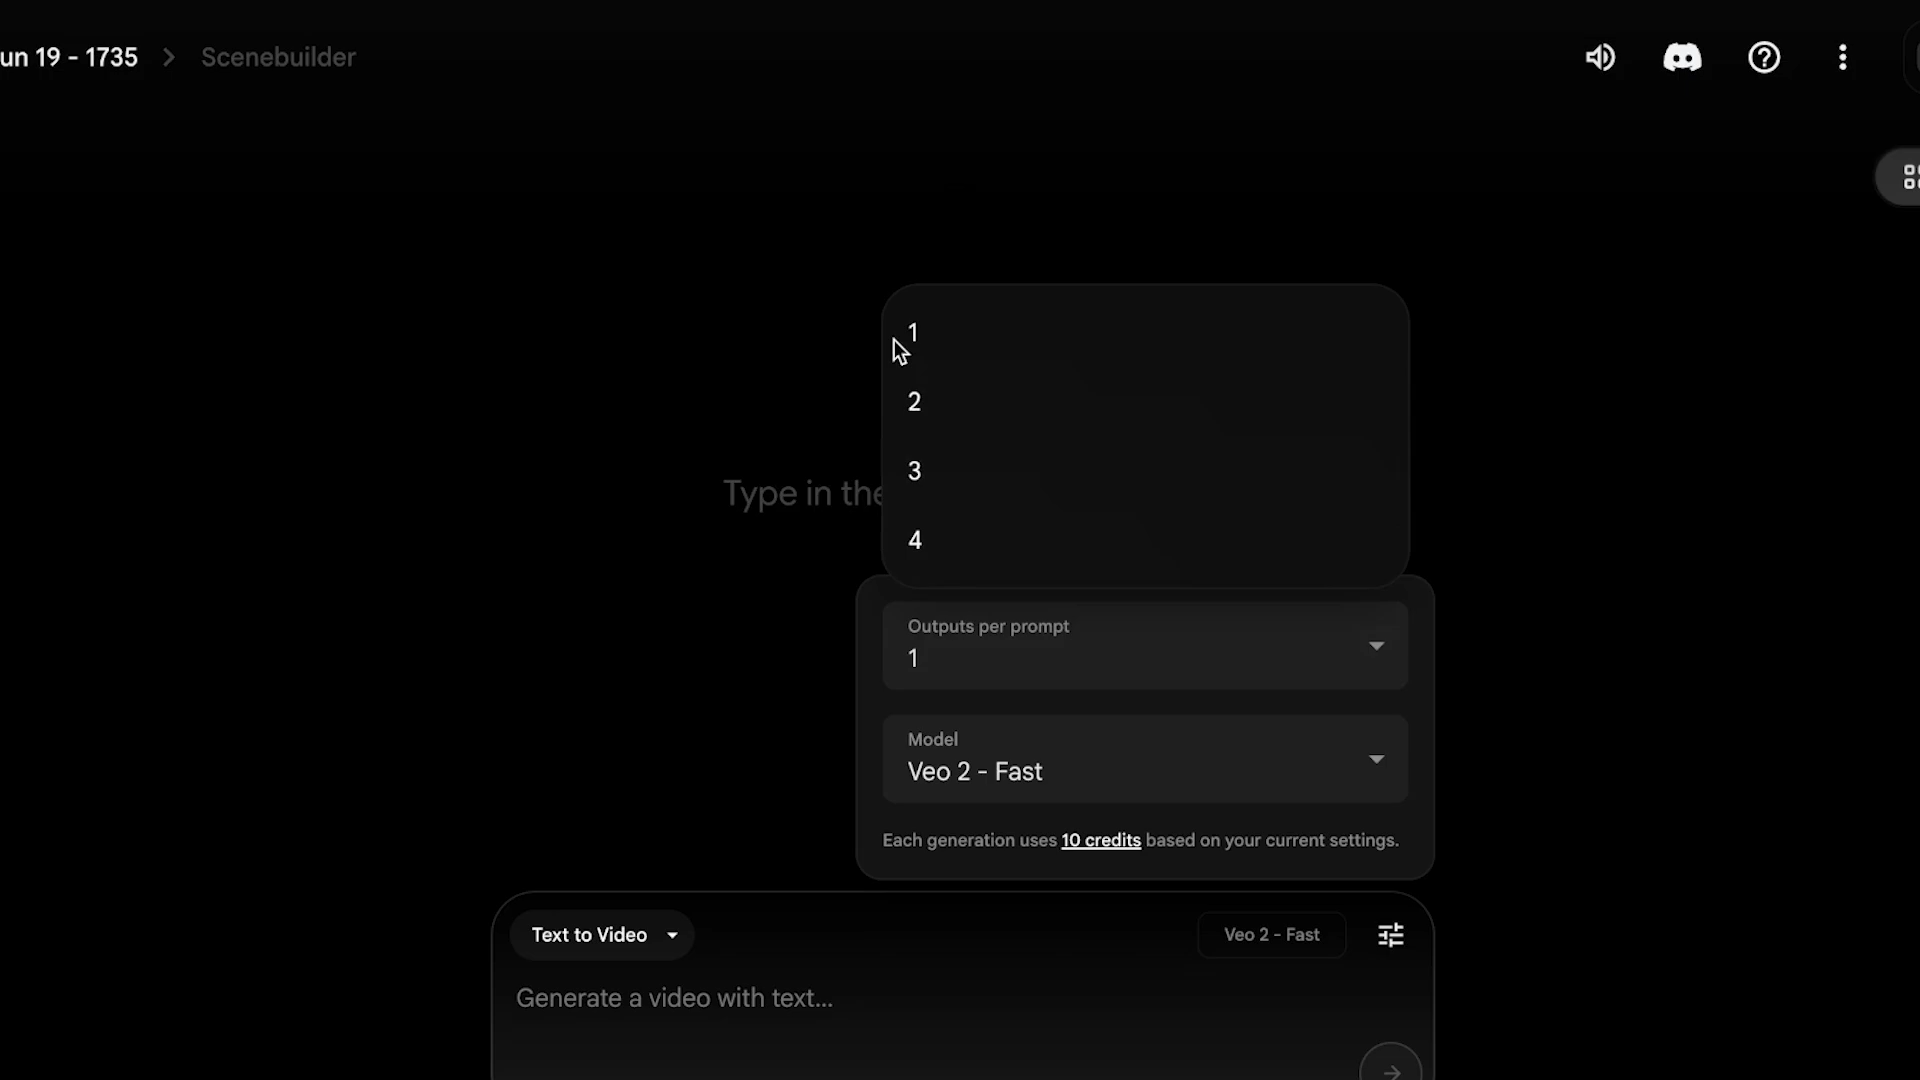 un 19 - 1735 > Scenebuilder
1
2
3
4
Type in the
Outputs per prompt
1
Model
Veo 2 - Fast
Each generation uses 10 credits based on your current settings.
Text to Video
Veo 2 - Fast
Generate a video with text...